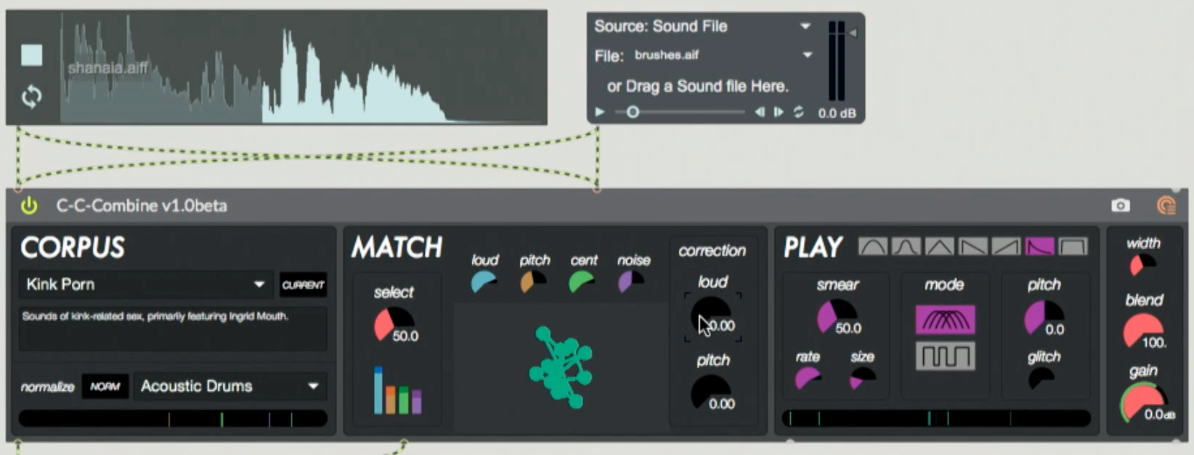 shanaia.aiff
Source: Sound File
File: brushes.aif
or Drag a Sound file Here.
0.0 dB
C-C-Combine v1.0beta
CORPUS
Kink Porn
CURRENT
Sounds of kink-related sex, primarily featuring Ingrid Mouth.
normalize
NORM
Acoustic Drums
MATCH
select
50.0
loud
pitch
cent
noise
correction
loud
0.00
pitch
0.00
PLAY
smear
50.0
rate
size
mode
pitch
0.0
glitch
width
blend
100.
gain
0.0dB